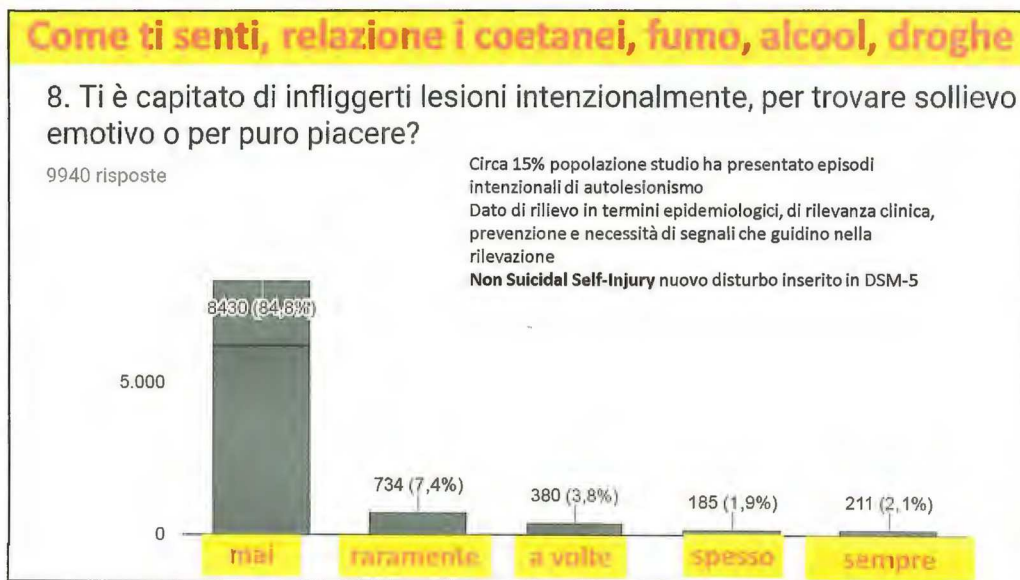 Come ti senti, relazione i coetanei, fumo, alcool, droghe
8. Ti è capitato di infliggerti lesioni intenzionalmente, per trovare sollievo
emotivo o per puro piacere?
9940 risposte
Circa 15% popolazione studio ha presentato episodi
intenzionali di autolesionismo
Dato di rilievo in termini epidemiologici, di rilevanza clinica,
prevenzione e necessità di segnali che guidino nella
rilevazione
Non Suicidal Self-Injury nuovo disturbo inserito in DSM-5
8430 (84,8%)
5.000
734 (7,4%)
380 (3,8%)
185 (1,9%)
211 (2,1%)
0
mai
raramente
a volte
spesso
sempre